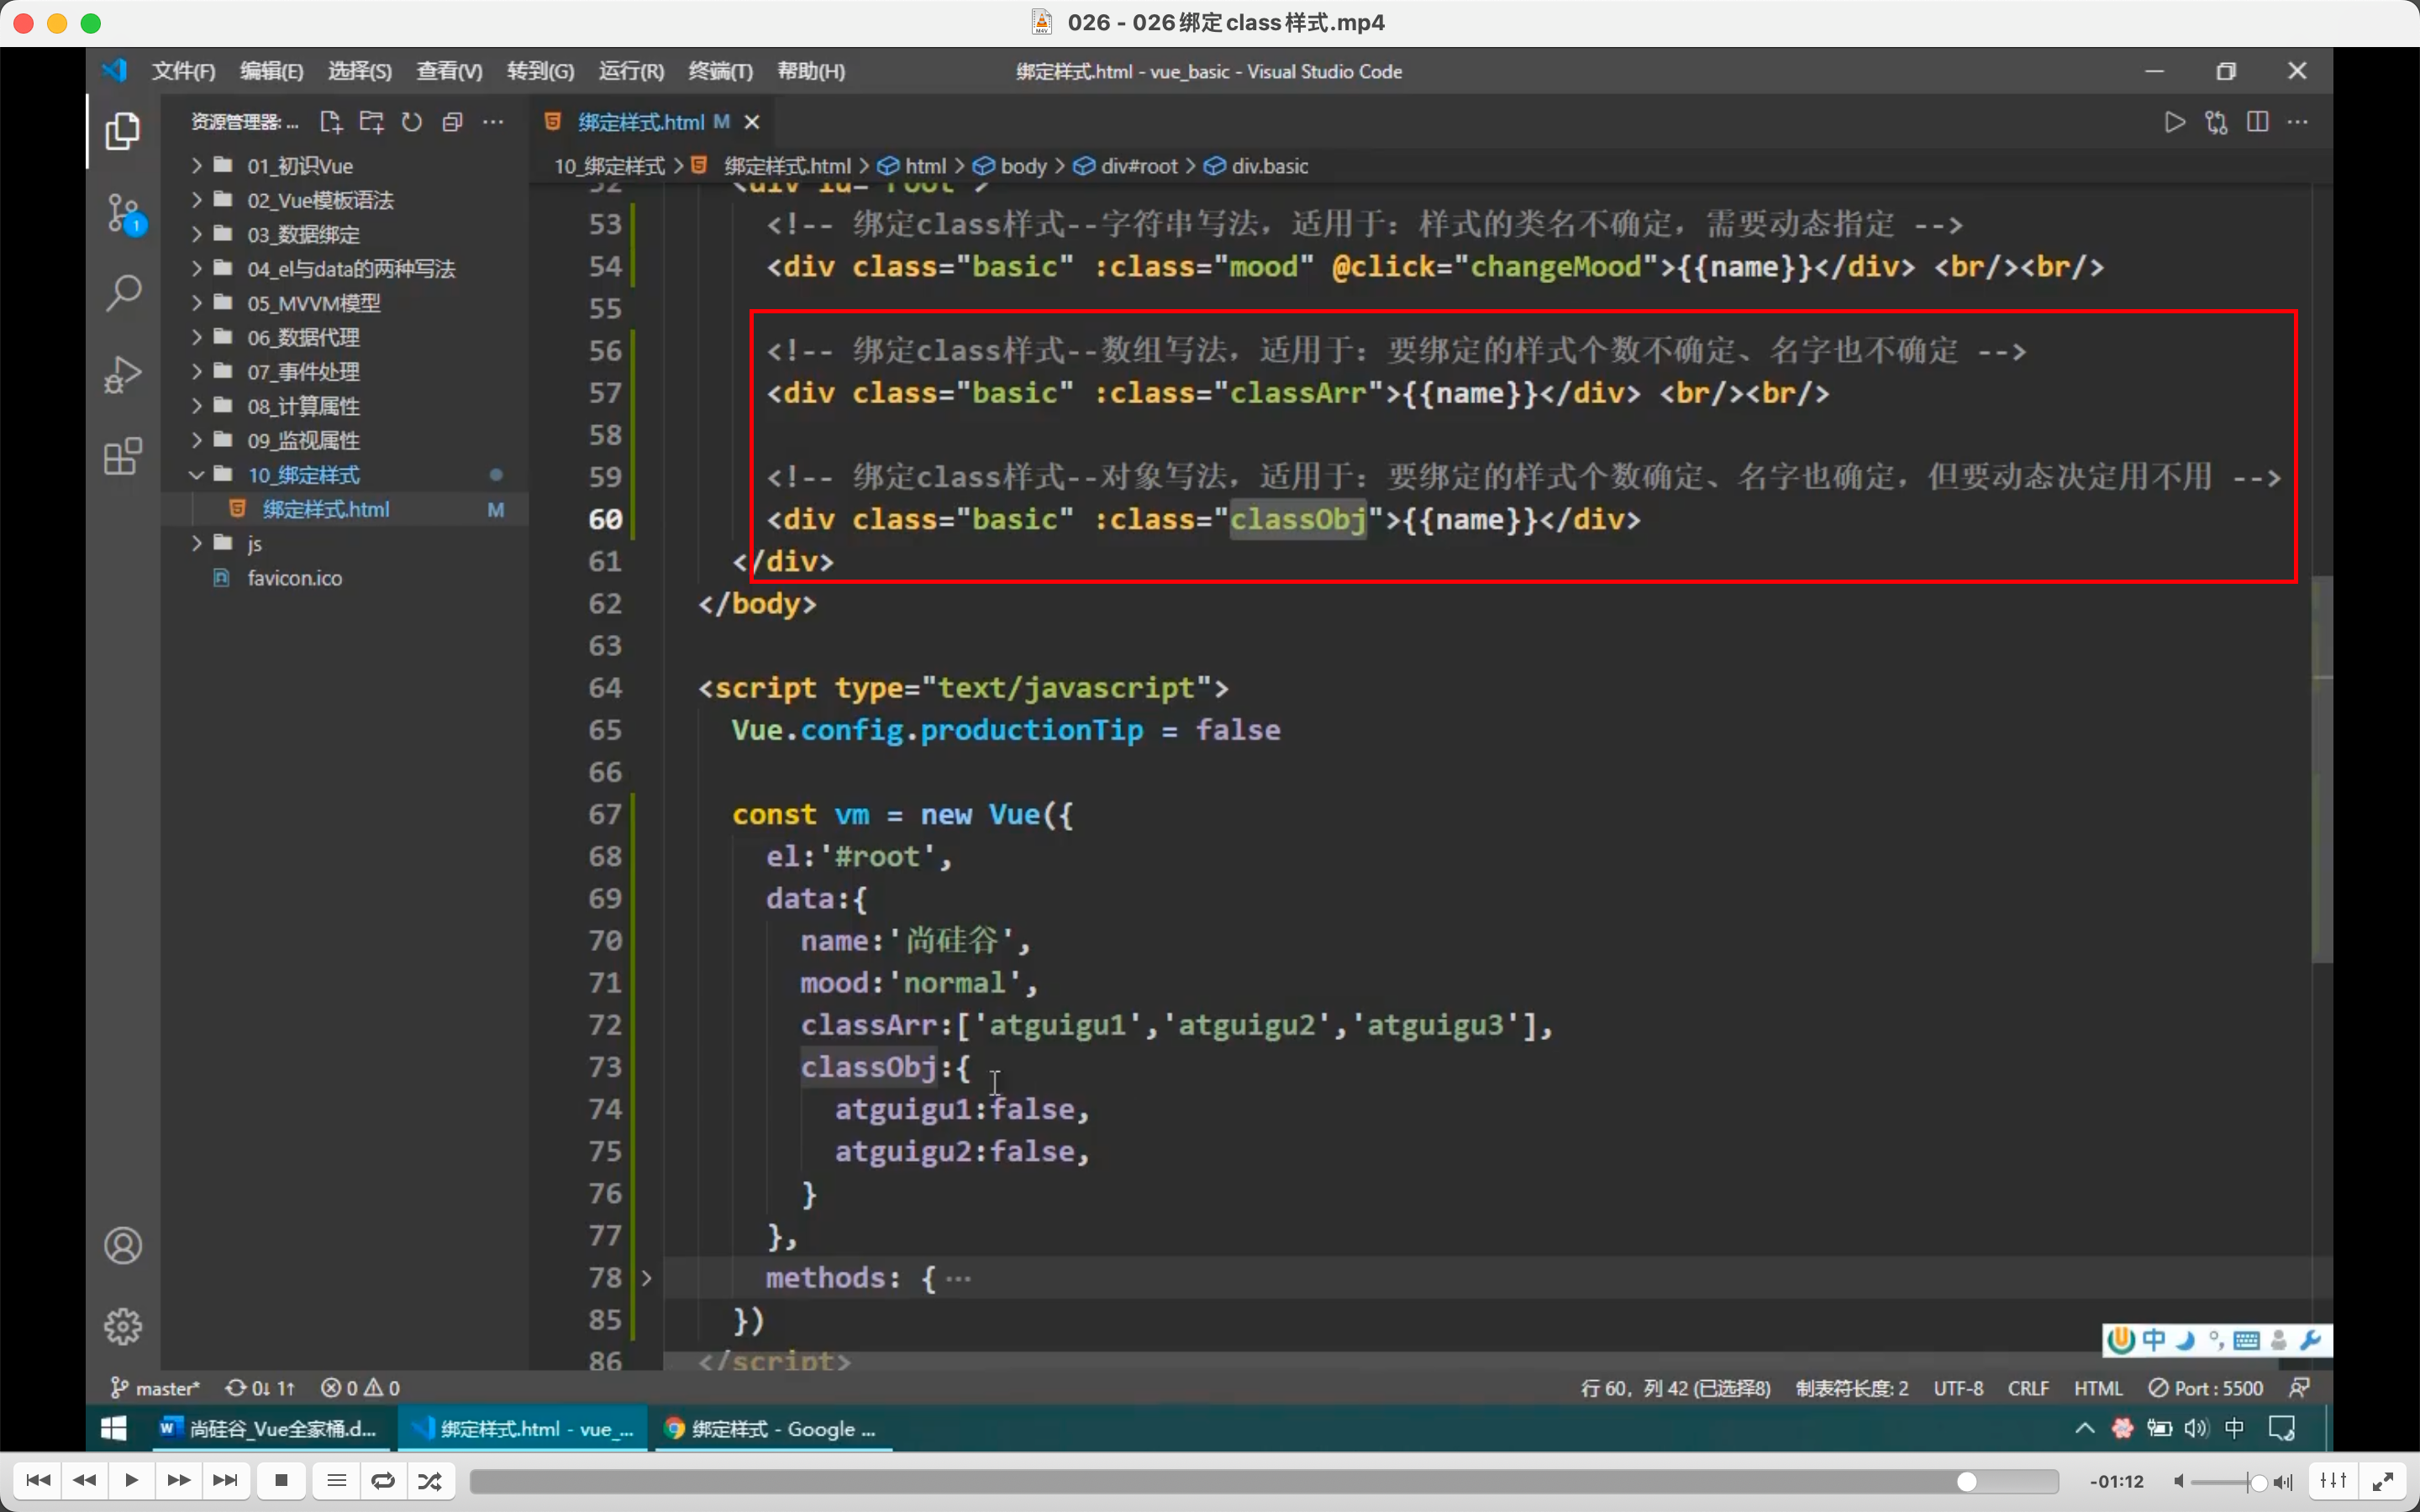 026 - 026绑定class样式.mp4
文件(F) 编辑(E) 选择(S) 查看(V) 转到(G) 运行(R) 终端(T) 帮助(H)
绑定样式.html - vue_basic - Visual Studio Code
资源管理器: ...
绑定样式.html M
10_绑定样式 > 绑定样式.html > html > body > div#root > div.basic
01_初识Vue
02_Vue模板语法
03_数据绑定
04_el与data的两种写法
05_MVVM模型
06_数据代理
07_事件处理
08_计算属性
09_监视属性
10_绑定样式
绑定样式.html M
js
favicon.ico
1
52 <div id="root">
53 <!-- 绑定class样式--字符串写法，适用于：样式的类名不确定，需要动态指定 -->
54 <div class="basic" :class="mood" @click="changeMood">{{name}}</div> <br/><br/>
55
56 <!-- 绑定class样式--数组写法，适用于：要绑定的样式个数不确定、名字也不确定 -->
57 <div class="basic" :class="classArr">{{name}}</div> <br/><br/>
58
59 <!-- 绑定class样式--对象写法，适用于：要绑定的样式个数确定、名字也确定，但要动态决定用不用 -->
60 <div class="basic" :class="classObj">{{name}}</div>
61 </div>
62 </body>
63
64 <script type="text/javascript">
65 Vue.config.productionTip = false
66
67 const vm = new Vue({
68 el:'#root',
69 data:{
70 name:'尚硅谷',
71 mood:'normal',
72 classArr:['atguigu1','atguigu2','atguigu3'],
73 classObj:{
74 atguigu1:false,
75 atguigu2:false,
76 }
77 },
78 methods: { ···
85 })
86 </script>
中
master* 0↓ 1↑ 0 0
行 60，列 42 (已选择8) 制表符长度: 2 UTF-8 CRLF HTML Port : 5500
尚硅谷_Vue全家桶.d...
绑定样式.html - vue_...
绑定样式 - Google ...
中
-01:12